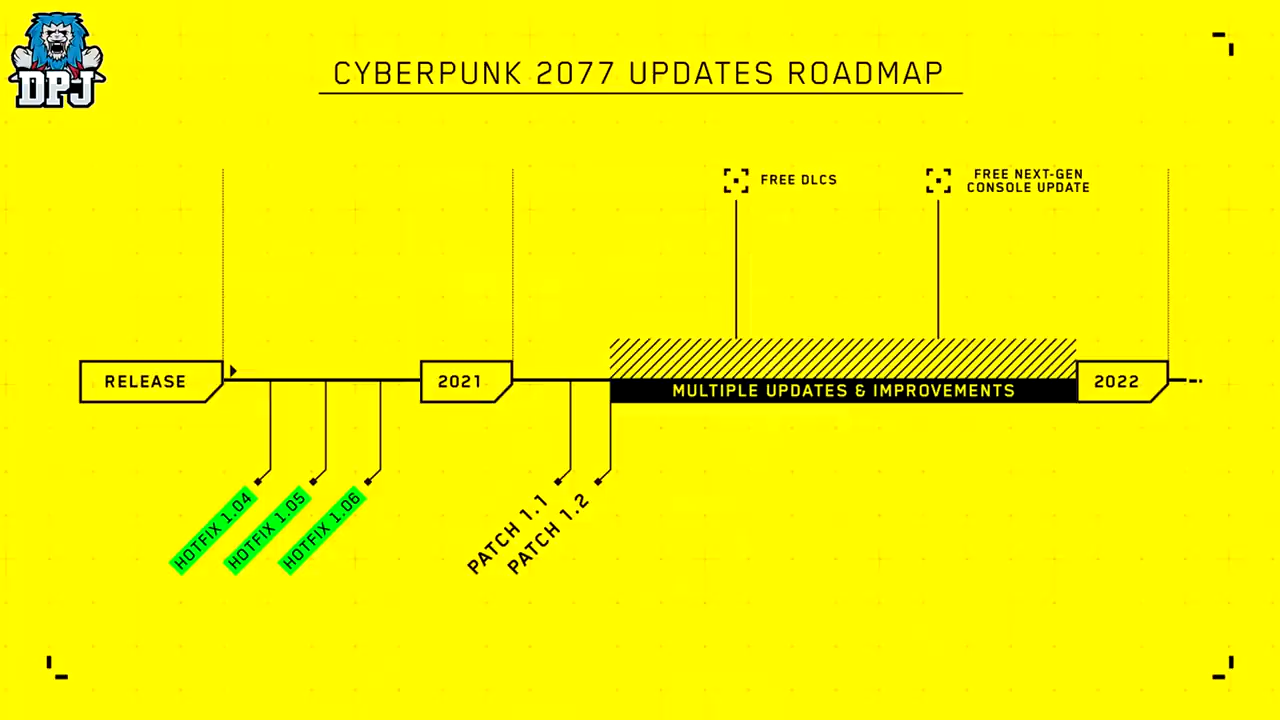 DPJ
CYBERPUNK 2077 UPDATES ROADMAP
FREE DLCS
FREE NEXT-GEN
CONSOLE UPDATE
RELEASE
2021
MULTIPLE UPDATES & IMPROVEMENTS
2022
HOTFIX 1.04
HOTFIX 1.05
HOTFIX 1.06
PATCH 1.1
PATCH 1.2